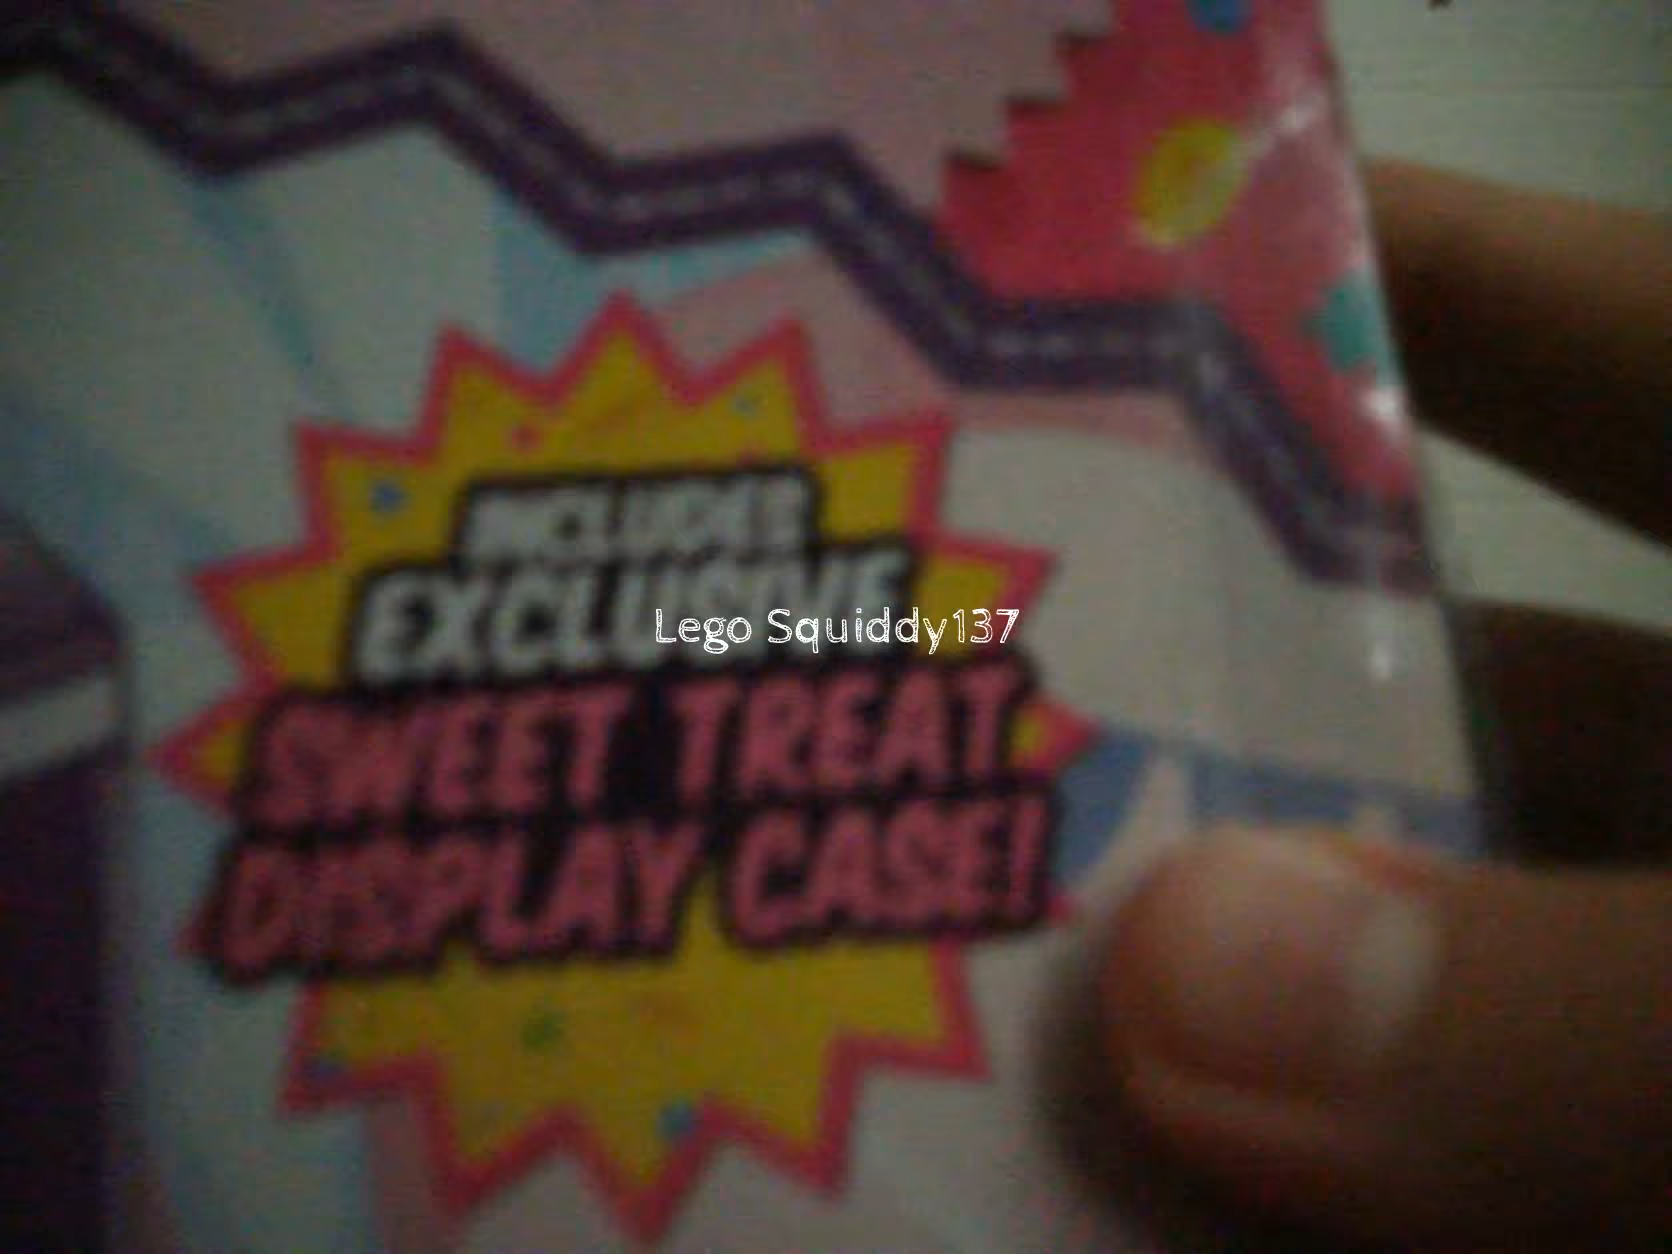 INCLUDES
EXCLUSIVE
Lego Squiddy137
SWEET TREAT
DISPLAY CASE!